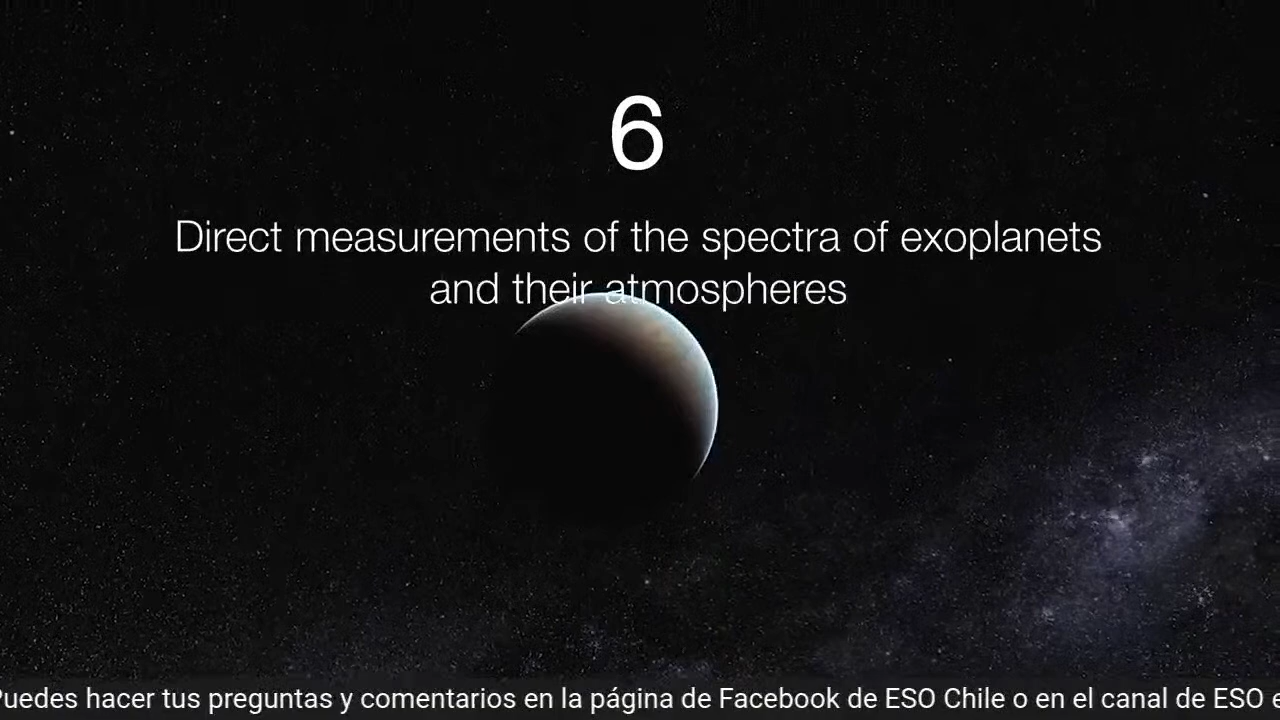 6
Direct measurements of the spectra of exoplanets
and their atmospheres
Puedes hacer tus preguntas y comentarios en la página de Facebook de ESO Chile o en el canal de ESO